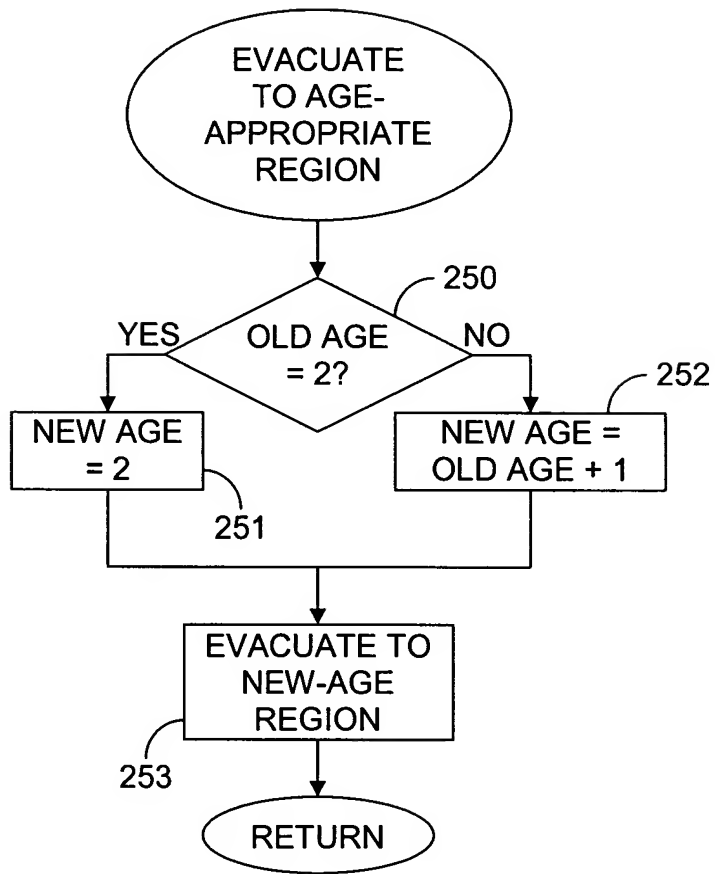 EVACUATE
TO AGE-
APPROPRIATE
REGION
250
YES
OLD AGE
= 2?
NO
252
NEW AGE
= 2
NEW AGE =
OLD AGE + 1
251
EVACUATE TO
NEW-AGE
REGION
253
RETURN